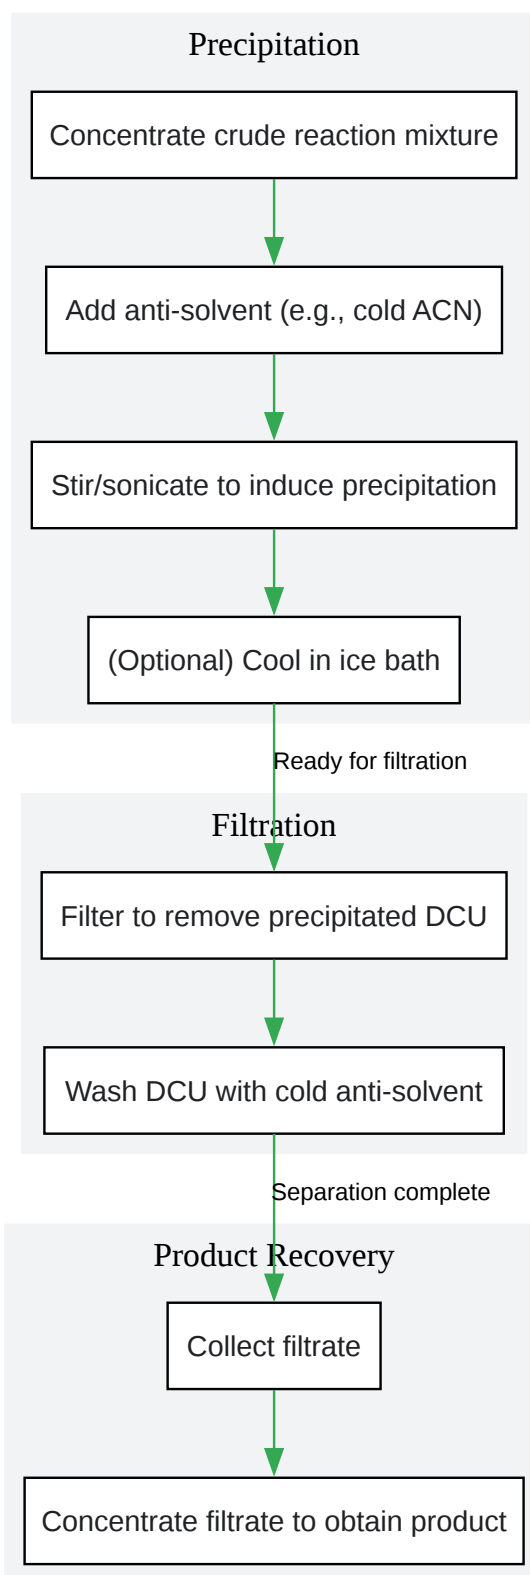 Precipitation
Concentrate crude reaction mixture
Add anti-solvent (e.g., cold ACN)
Stir/sonicate to induce precipitation
(Optional) Cool in ice bath
Ready for filtration
Filtration
Filter to remove precipitated DCU
Wash DCU with cold anti-solvent
Separation complete
Product Recovery
Collect filtrate
Concentrate filtrate to obtain product